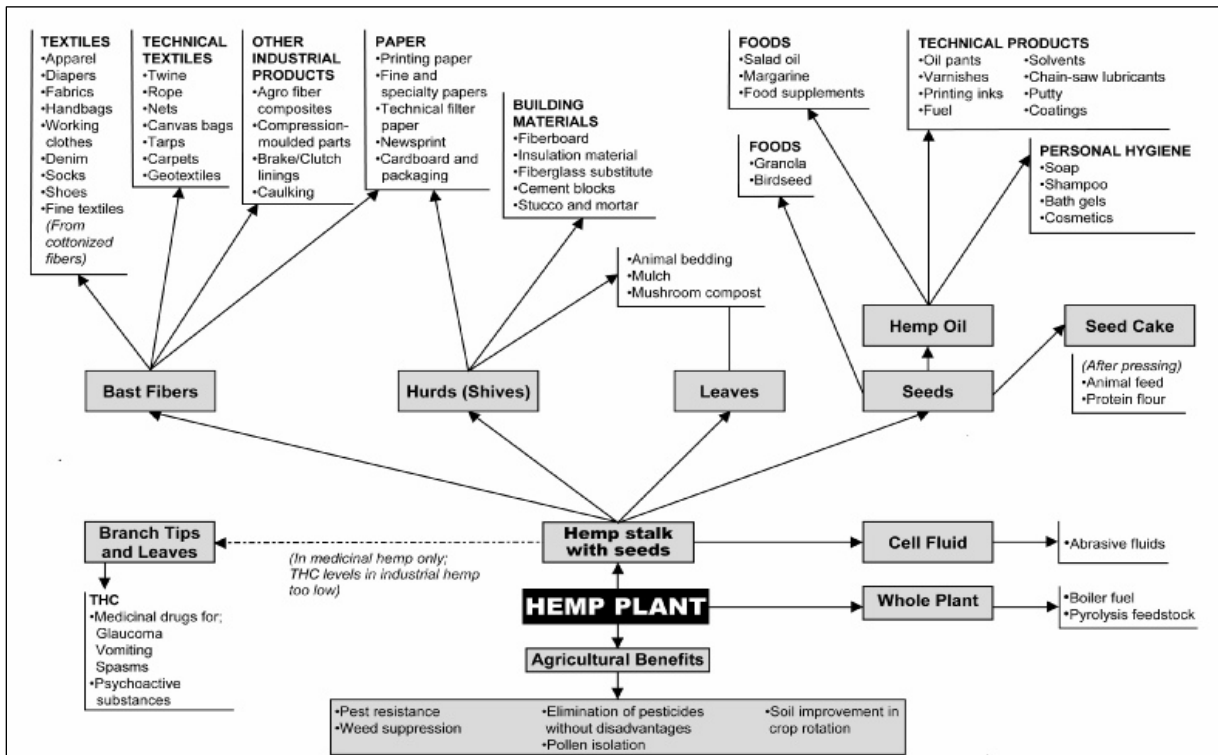 TEXTILES
•Apparel
•Diapers
•Fabrics
•Handbags
•Working
clothes
•Denim
•Socks
•Shoes
•Fine textiles
(From
cottonized
fibers)
TECHNICAL
TEXTILES
•Twine
•Rope
•Nets
•Canvas bags
•Tarps
•Carpets
•Geotextiles
OTHER
INDUSTRIAL
PRODUCTS
•Agro fiber
composites
•Compression-
moulded parts
•Brake/Clutch
linings
•Caulking
PAPER
•Printing paper
•Fine and
specialty papers
•Technical filter
paper
•Newsprint
•Cardboard and
packaging
BUILDING
MATERIALS
•Fiberboard
•Insulation material
•Fiberglass substitute
•Cement blocks
•Stucco and mortar
FOODS
•Salad oil
•Margarine
•Food supplements
FOODS
•Granola
•Birdseed
TECHNICAL PRODUCTS
•Oil pants
•Varnishes
•Printing inks
•Fuel
•Solvents
•Chain-saw lubricants
•Putty
•Coatings
PERSONAL HYGIENE
•Soap
•Shampoo
•Bath gels
•Cosmetics
•Animal bedding
•Mulch
•Mushroom compost
Hemp Oil
Seed Cake
(After pressing)
•Animal feed
•Protein flour
Bast Fibers
Hurds (Shives)
Leaves
Seeds
Branch Tips
and Leaves
(In medicinal hemp only;
THC levels in industrial hemp
too low)
Hemp stalk
with seeds
Cell Fluid
•Abrasive fluids
HEMP PLANT
Whole Plant
•Boiler fuel
•Pyrolysis feedstock
THC
•Medicinal drugs for;
Glaucoma
Vomiting
Spasms
•Psychoactive
substances
Agricultural Benefits
•Pest resistance
•Weed suppression
•Elimination of pesticides
without disadvantages
•Pollen isolation
•Soil improvement in
crop rotation